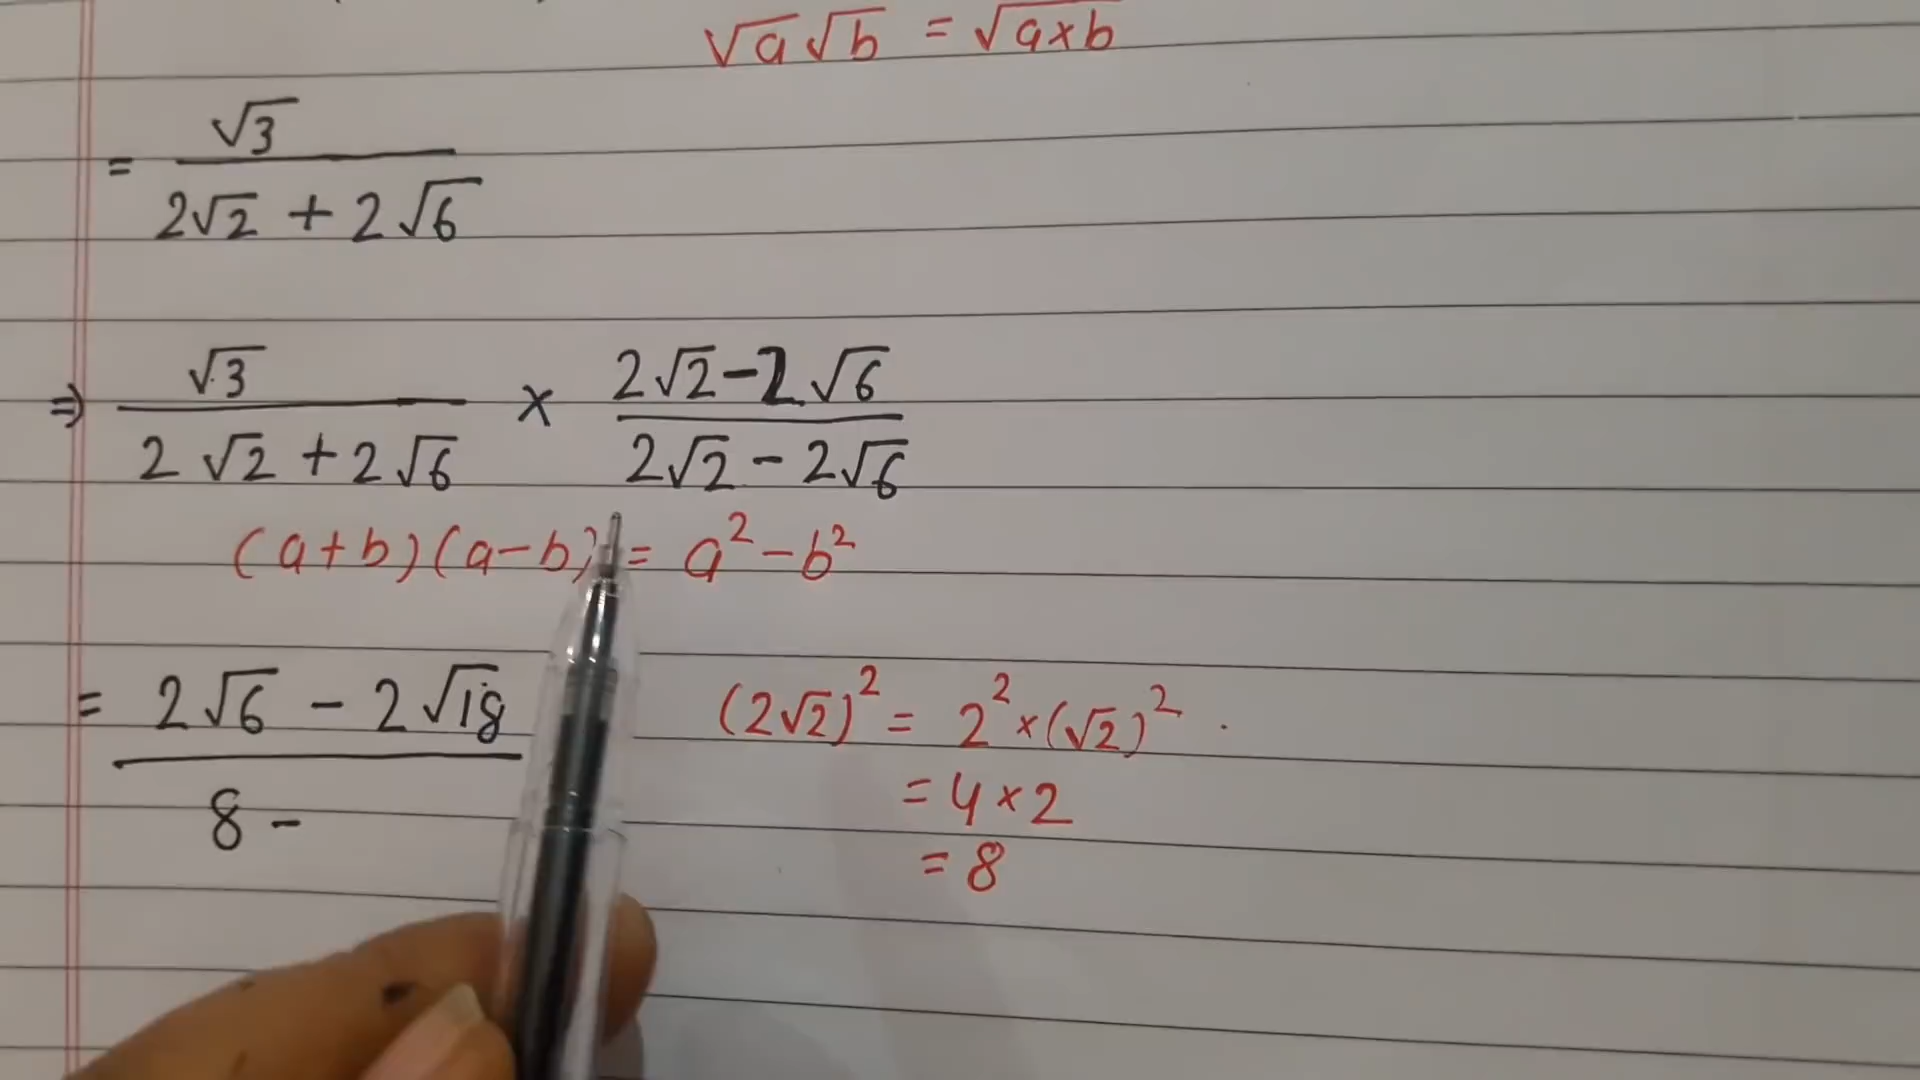 √a√b = √a×b
= √3 / 2√2 + 2√6
⇒ √3 / 2√2 + 2√6 × 2√2 - 2√6 / 2√2 - 2√6
(a+b)(a-b) = a² - b²
= 2√6 - 2√18 / 8 -
(2√2)² = 2² × (√2)²
= 4 × 2
= 8